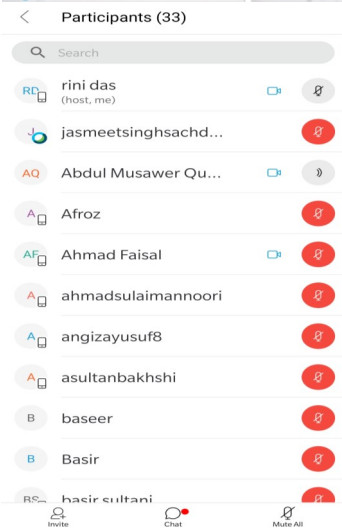 Participants (33)
Search
RD rini das
(host, me)
J jasmeetsinghsachd...
AQ Abdul Musawer Qu...
A Afroz
AF Ahmad Faisal
A ahmadsulaimannoori
A angizayusuf8
A asultanbakhshi
B baseer
B Basir
BS basir sultani
Invite Chat Mute All